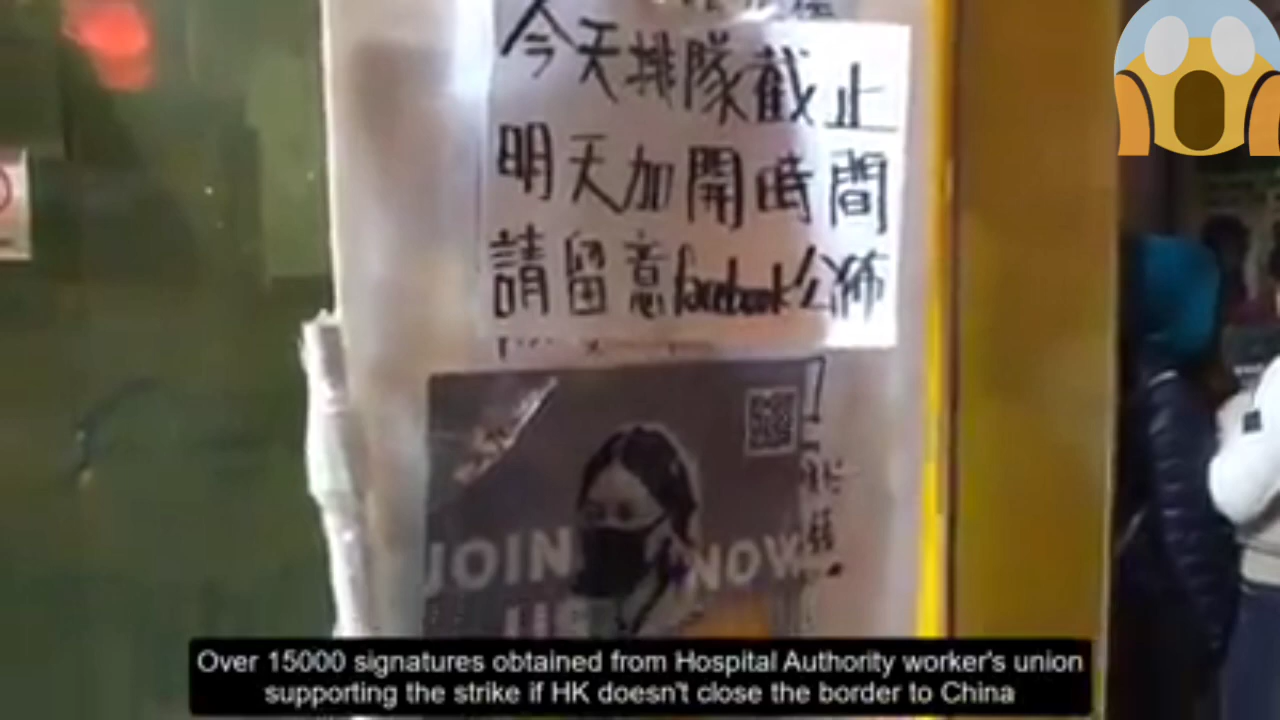 今天排隊截止
明天加開時間
請留意facebook公佈
JOIN NOW
US
Over 15000 signatures obtained from Hospital Authority worker's union
supporting the strike if HK doesn't close the border to China